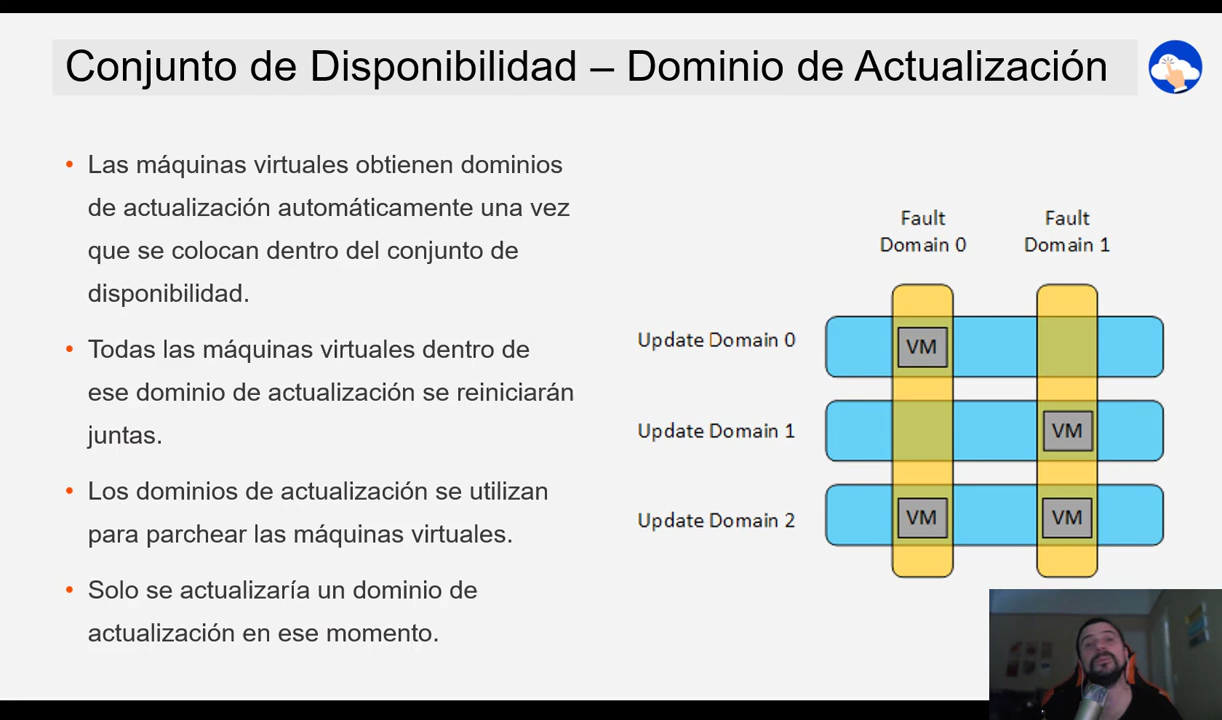 Conjunto de Disponibilidad – Dominio de Actualización
• Las máquinas virtuales obtienen dominios
de actualización automáticamente una vez
que se colocan dentro del conjunto de
disponibilidad.
• Todas las máquinas virtuales dentro de
ese dominio de actualización se reiniciarán
juntas.
• Los dominios de actualización se utilizan
para parchear las máquinas virtuales.
• Solo se actualizaría un dominio de
actualización en ese momento.
Fault
Domain 0
Fault
Domain 1
Update Domain 0
VM
Update Domain 1
VM
Update Domain 2
VM
VM